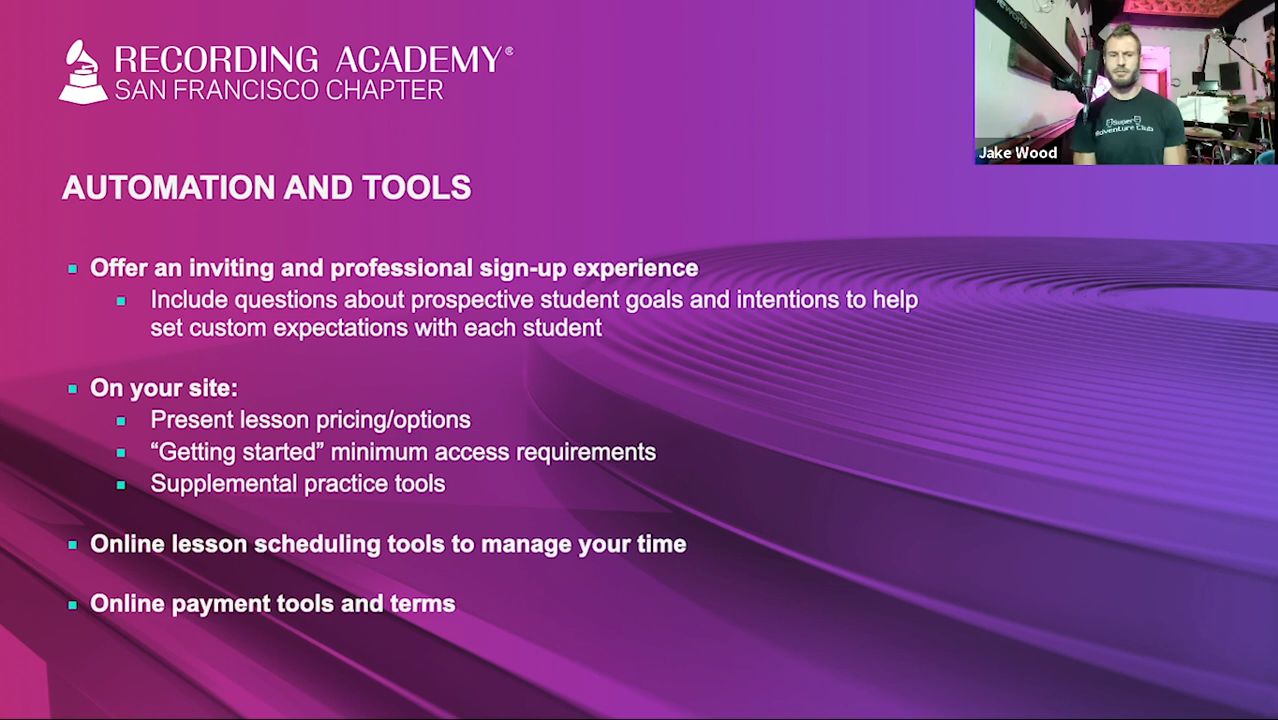 RECORDING ACADEMY®
SAN FRANCISCO CHAPTER
Super
Adventure Club
Jake Wood
AUTOMATION AND TOOLS
Offer an inviting and professional sign-up experience
Include questions about prospective student goals and intentions to help
set custom expectations with each student
On your site:
Present lesson pricing/options
“Getting started” minimum access requirements
Supplemental practice tools
Online lesson scheduling tools to manage your time
Online payment tools and terms